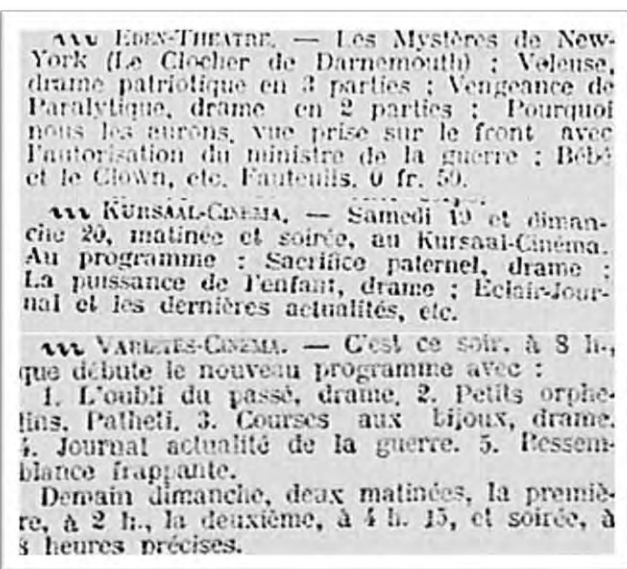 EDEN-THEATRE. — Les Mystères de New-
York (Le Clocher de Darnemouth) ; Voleuse,
drame patriotique en 3 parties ; Vengeance de
Paralytique, drame en 2 parties ; Pourquoi
nous les aurons, vue prise sur le front avec
l'autorisation du ministre de la guerre ; Bébé
et le Clown, etc. Fauteuils, 0 fr. 50.
KURSAAL-CINEMA. — Samedi 19 et diman-
che 20, matinée et soirée, au Kursaal-Cinéma.
Au programme : Sacrifice paternel, drame ;
La puissance de l'enfant, drame ; Eclair-Jour-
nal et les dernières actualités, etc.
VARIETES-CINEMA. — C'est ce soir, à 8 h.,
que débute le nouveau programme avec :
1. L'oubli du passé, drame. 2. Petits orphe-
lins, Patheti. 3. Courses aux bijoux, drame.
4. Journal actualité de la guerre. 5. Ressem-
blance frappante.
Demain dimanche, deux matinées, la premiè-
re, à 2 h., la deuxième, à 4 h. 15, et soirée, à
8 heures précises.